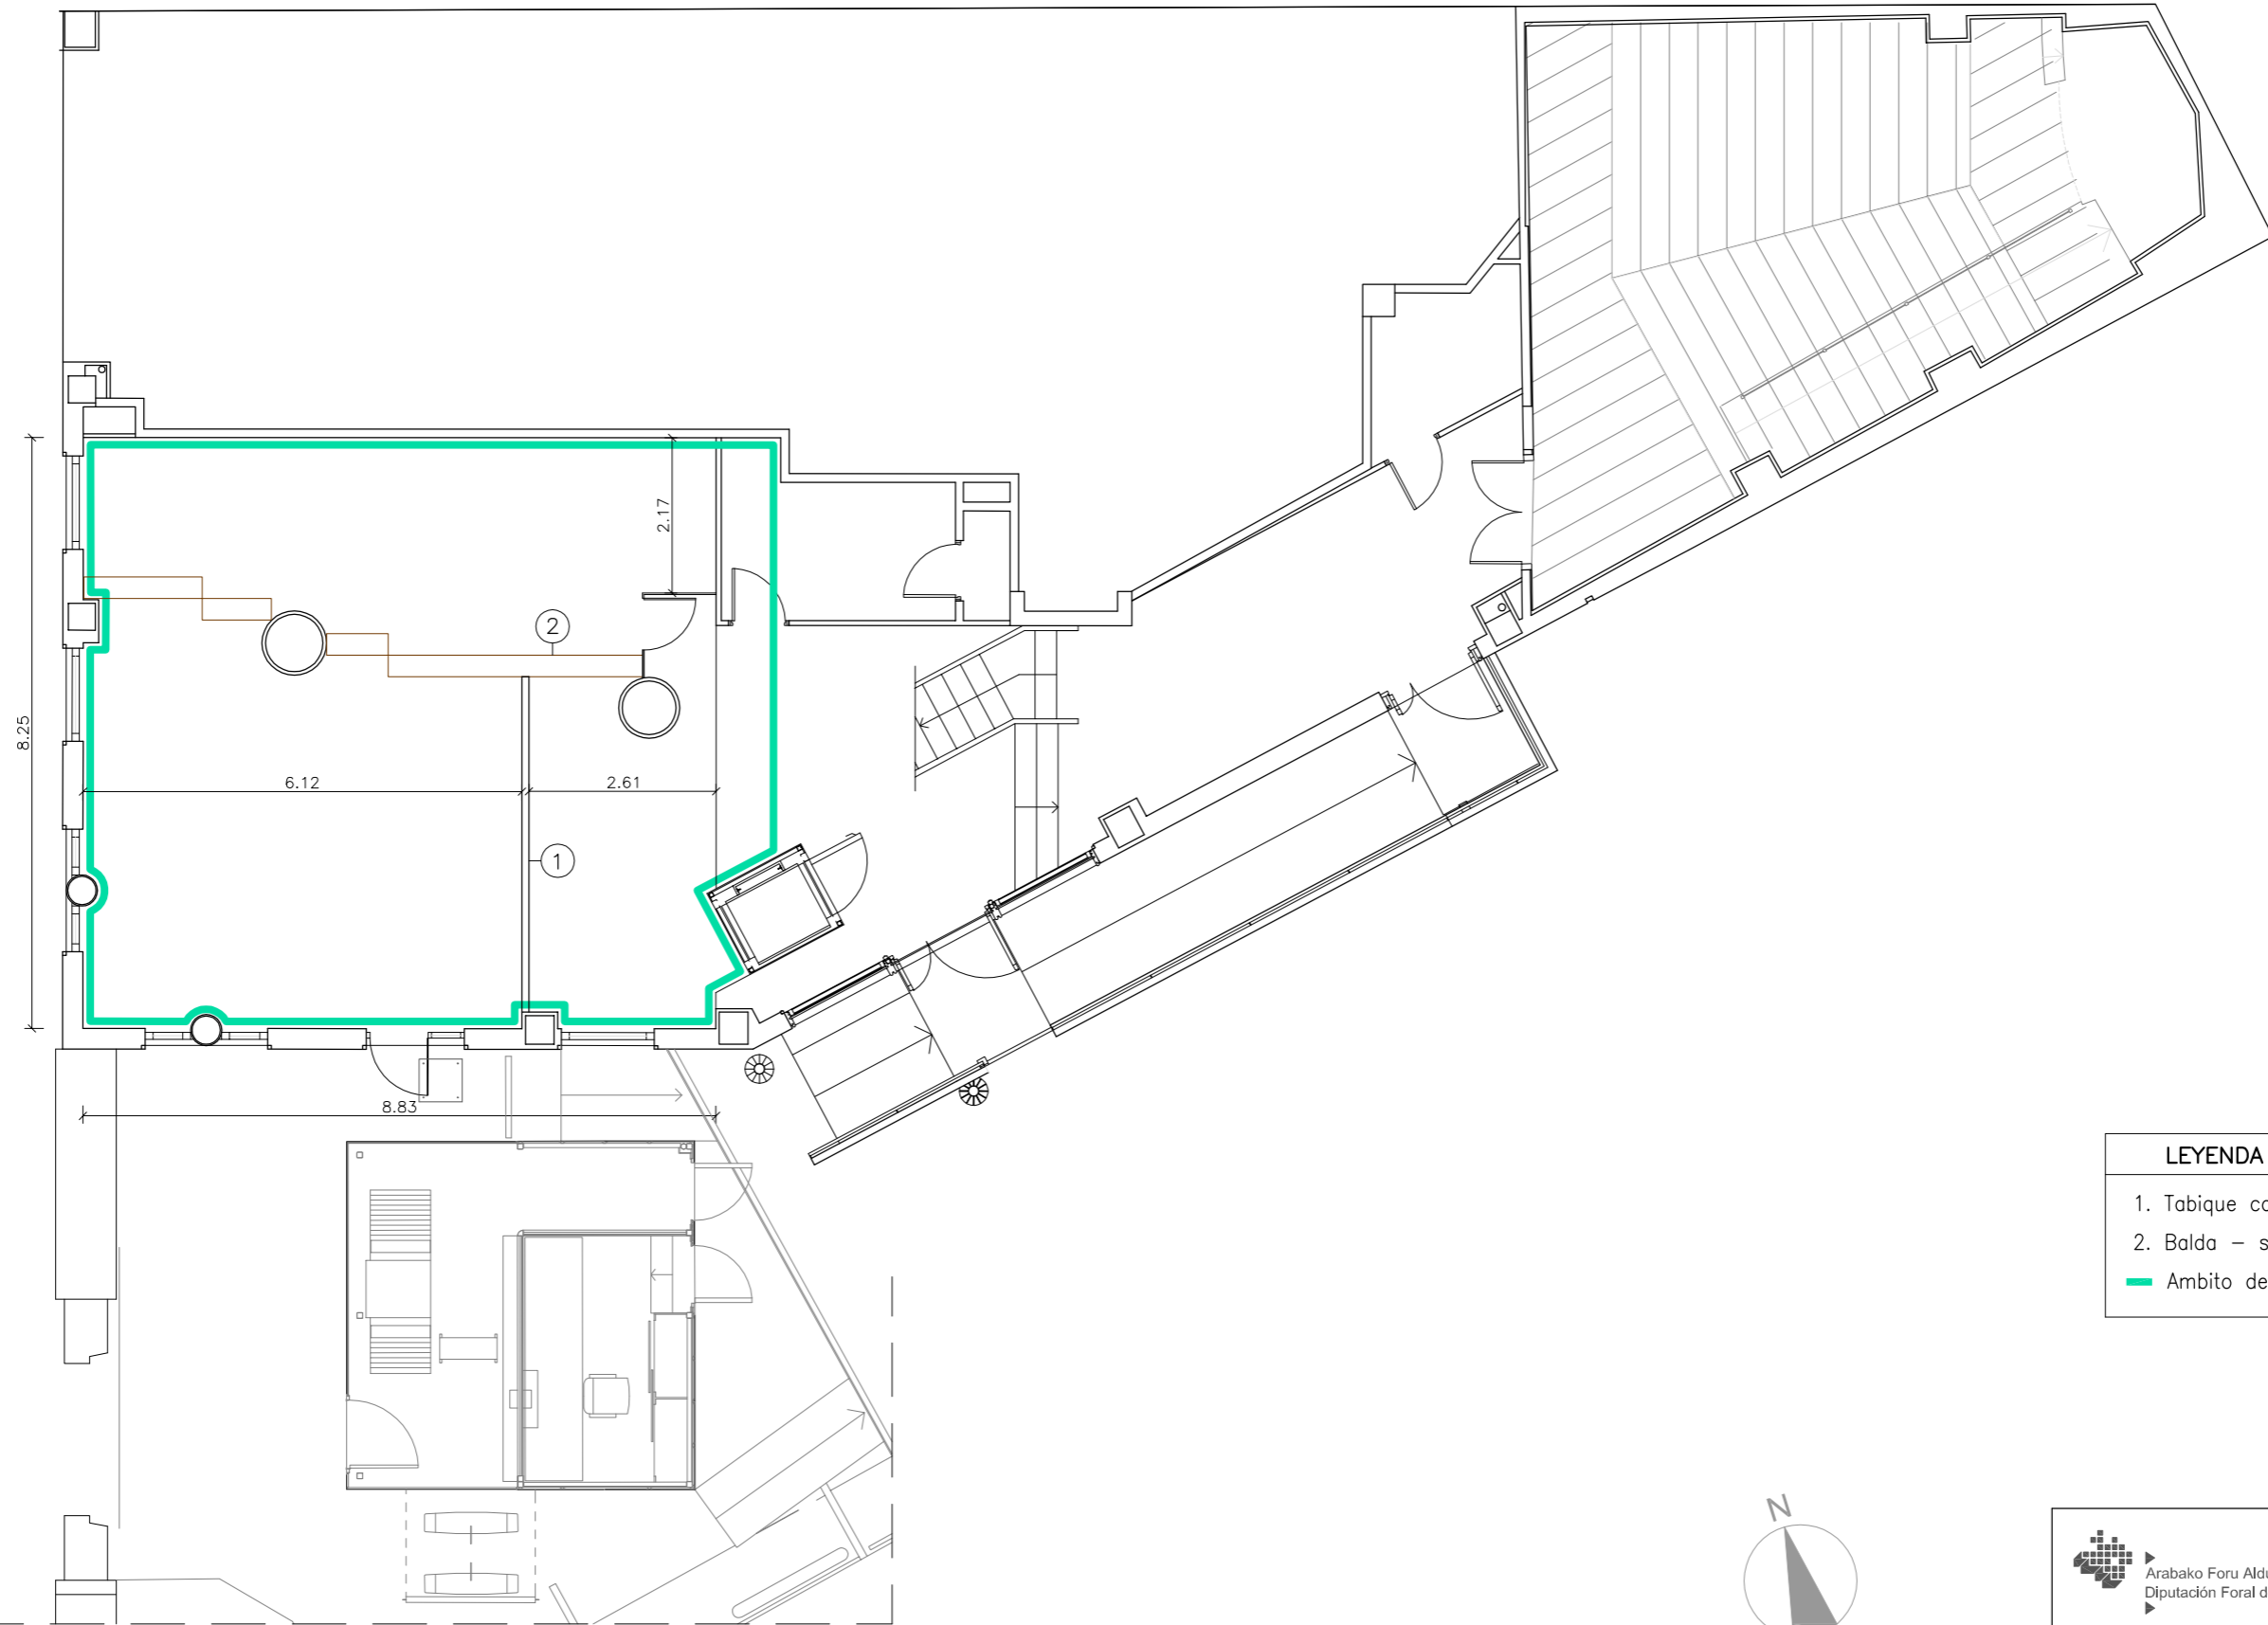 2.17
2
8.25
6.12
2.61
1
8.83
LEYENDA
1. Tabique
2. Balda –
Ambito
N
Arabako Foru
Diputación Foral